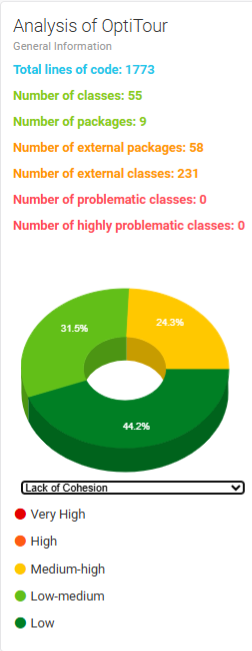 Analysis of OptiTour
General Information
Total lines of code: 1773
Number of classes: 55
Number of packages: 9
Number of external packages: 58
Number of external classes: 231
Number of problematic classes: 0
Number of highly problematic classes: 0
31.5%
24.3%
44.2%
Lack of Cohesion
Very High
High
Medium-high
Low-medium
Low